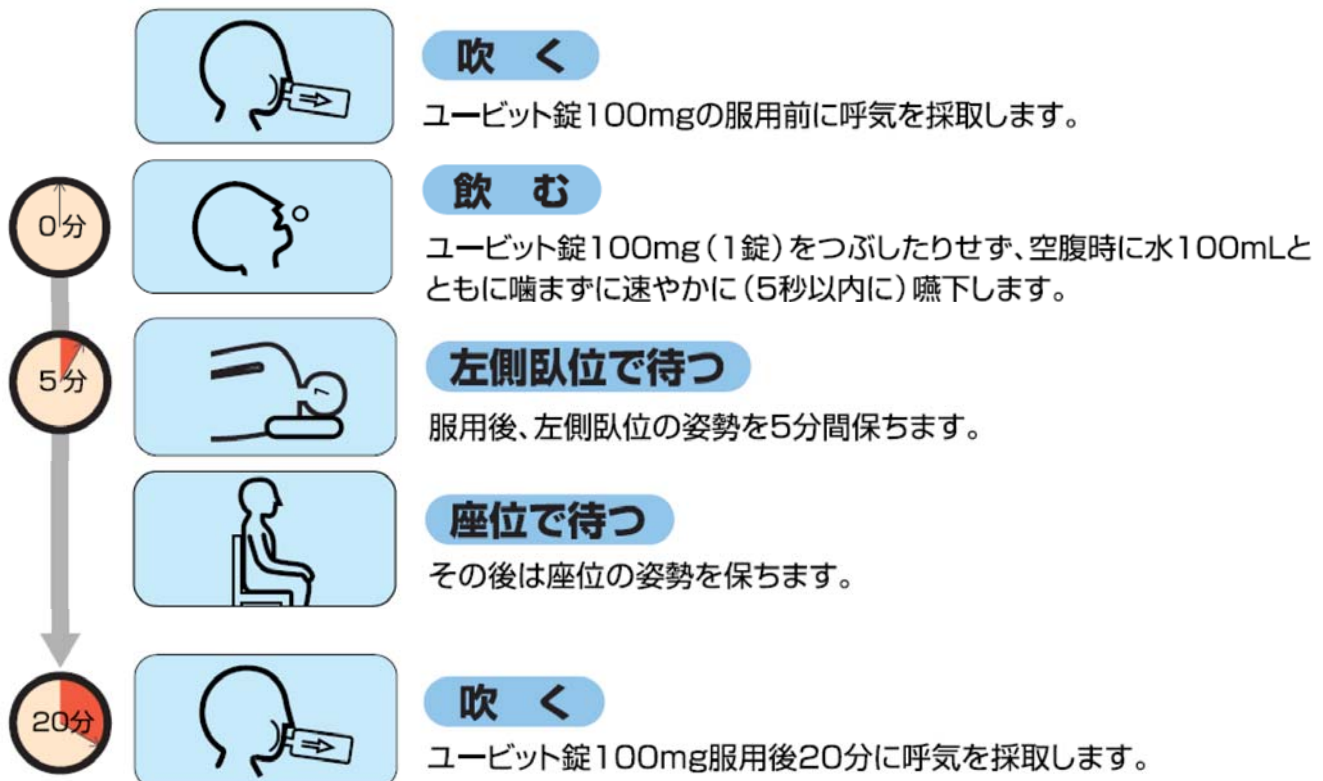 吹 く
ユービット錠100mgの服用前に呼気を採取します。
0分
飲 む
ユービット錠100mg(1錠)をつぶしたりせず、空腹時に水100mLと
ともに噛まずに速やかに(5秒以内に)嚥下します。
5分
左側臥位で待つ
服用後、左側臥位の姿勢を5分間保ちます。
座位で待つ
その後は座位の姿勢を保ちます。
20分
吹 く
ユービット錠100mg服用後20分に呼気を採取します。